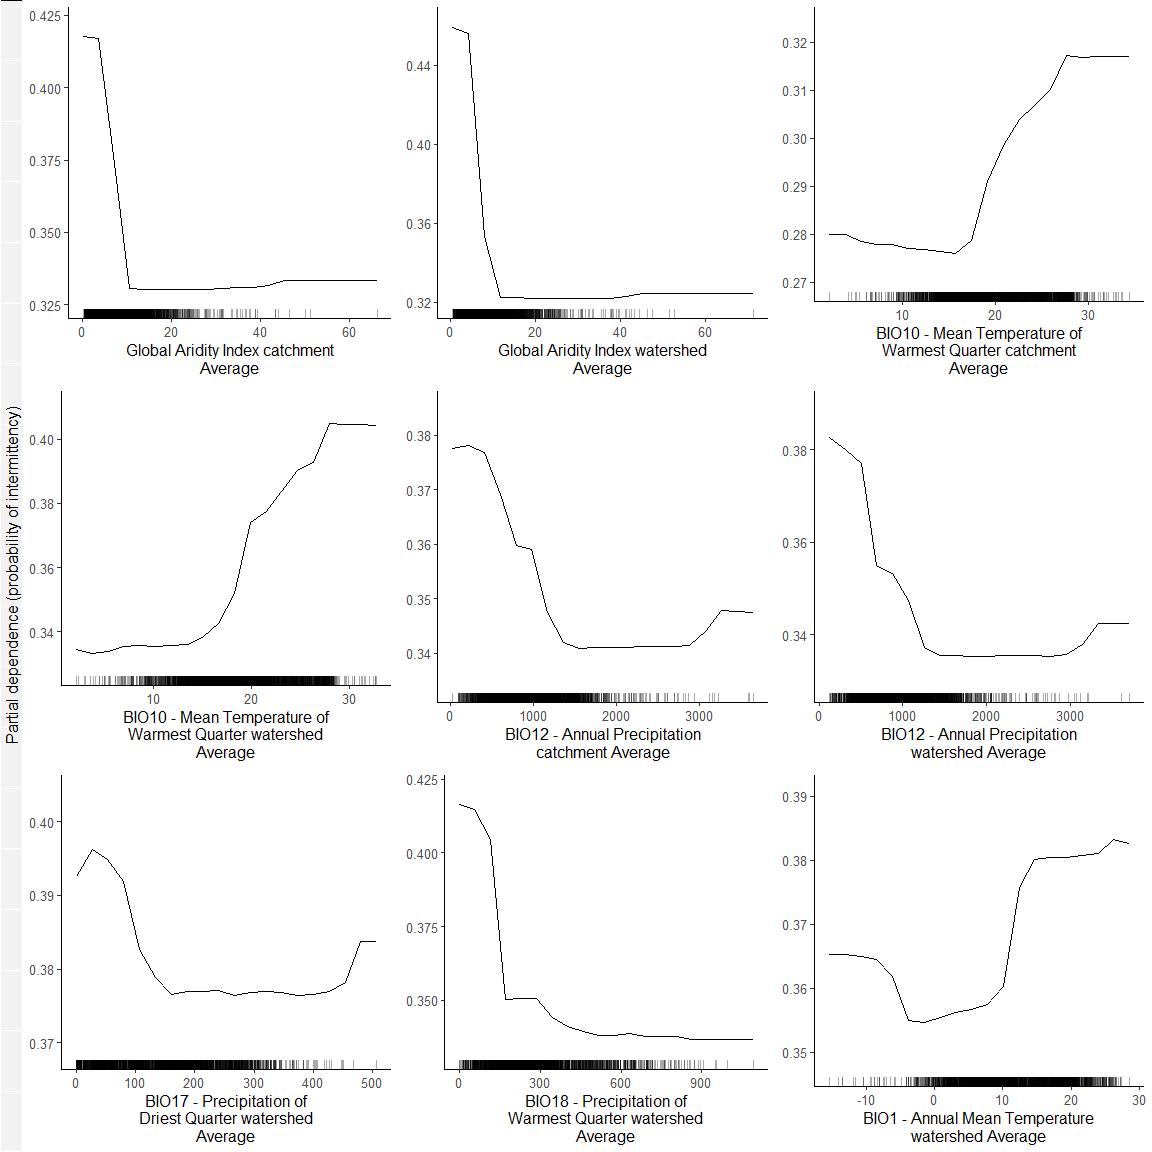 Partial dependence (probability of intermittency)
0.425
0.400
0.375
0.350
0.325
0 20 40 60
Global Aridity Index catchment
Average
0.44
0.40
0.36
0.32
0 20 40 60
Global Aridity Index watershed
Average
0.32
0.31
0.30
0.29
0.28
0.27
10 20 30
BIO10 - Mean Temperature of
Warmest Quarter catchment
Average
0.40
0.38
0.36
0.34
10 20 30
BIO10 - Mean Temperature of
Warmest Quarter watershed
Average
0.38
0.37
0.36
0.35
0.34
0 1000 2000 3000
BIO12 - Annual Precipitation
catchment Average
0.38
0.36
0.34
0 1000 2000 3000
BIO12 - Annual Precipitation
watershed Average
0.40
0.39
0.38
0.37
0 100 200 300 400 500
BIO17 - Precipitation of
Driest Quarter watershed
Average
0.425
0.400
0.375
0.350
0 300 600 900
BIO18 - Precipitation of
Warmest Quarter watershed
Average
0.39
0.38
0.37
0.36
0.35
-10 0 10 20 30
BIO1 - Annual Mean Temperature
watershed Average